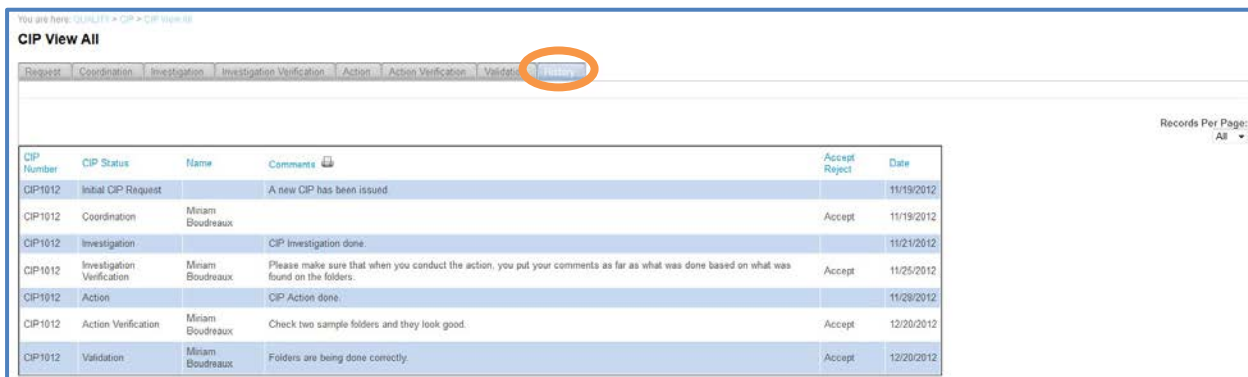 You are here: QUALITY > CIP > CIP View All
CIP View All
Request Coordination Investigation Investigation Verification Action Action Verification Validation History
Records Per Page:
All
CIP Number CIP Status Name Comments Accept Reject Date
CIP1012 Initial CIP Request A new CIP has been issued 11/19/2012
CIP1012 Coordination Miriam Boudreaux Accept 11/19/2012
CIP1012 Investigation CIP Investigation done. 11/21/2012
CIP1012 Investigation Verification Miriam Boudreaux Please make sure that when you conduct the action, you put your comments as far as what was done based on what was found on the folders. Accept 11/25/2012
CIP1012 Action CIP Action done. 11/28/2012
CIP1012 Action Verification Miriam Boudreaux Check two sample folders and they look good. Accept 12/20/2012
CIP1012 Validation Miriam Boudreaux Folders are being done correctly. Accept 12/20/2012